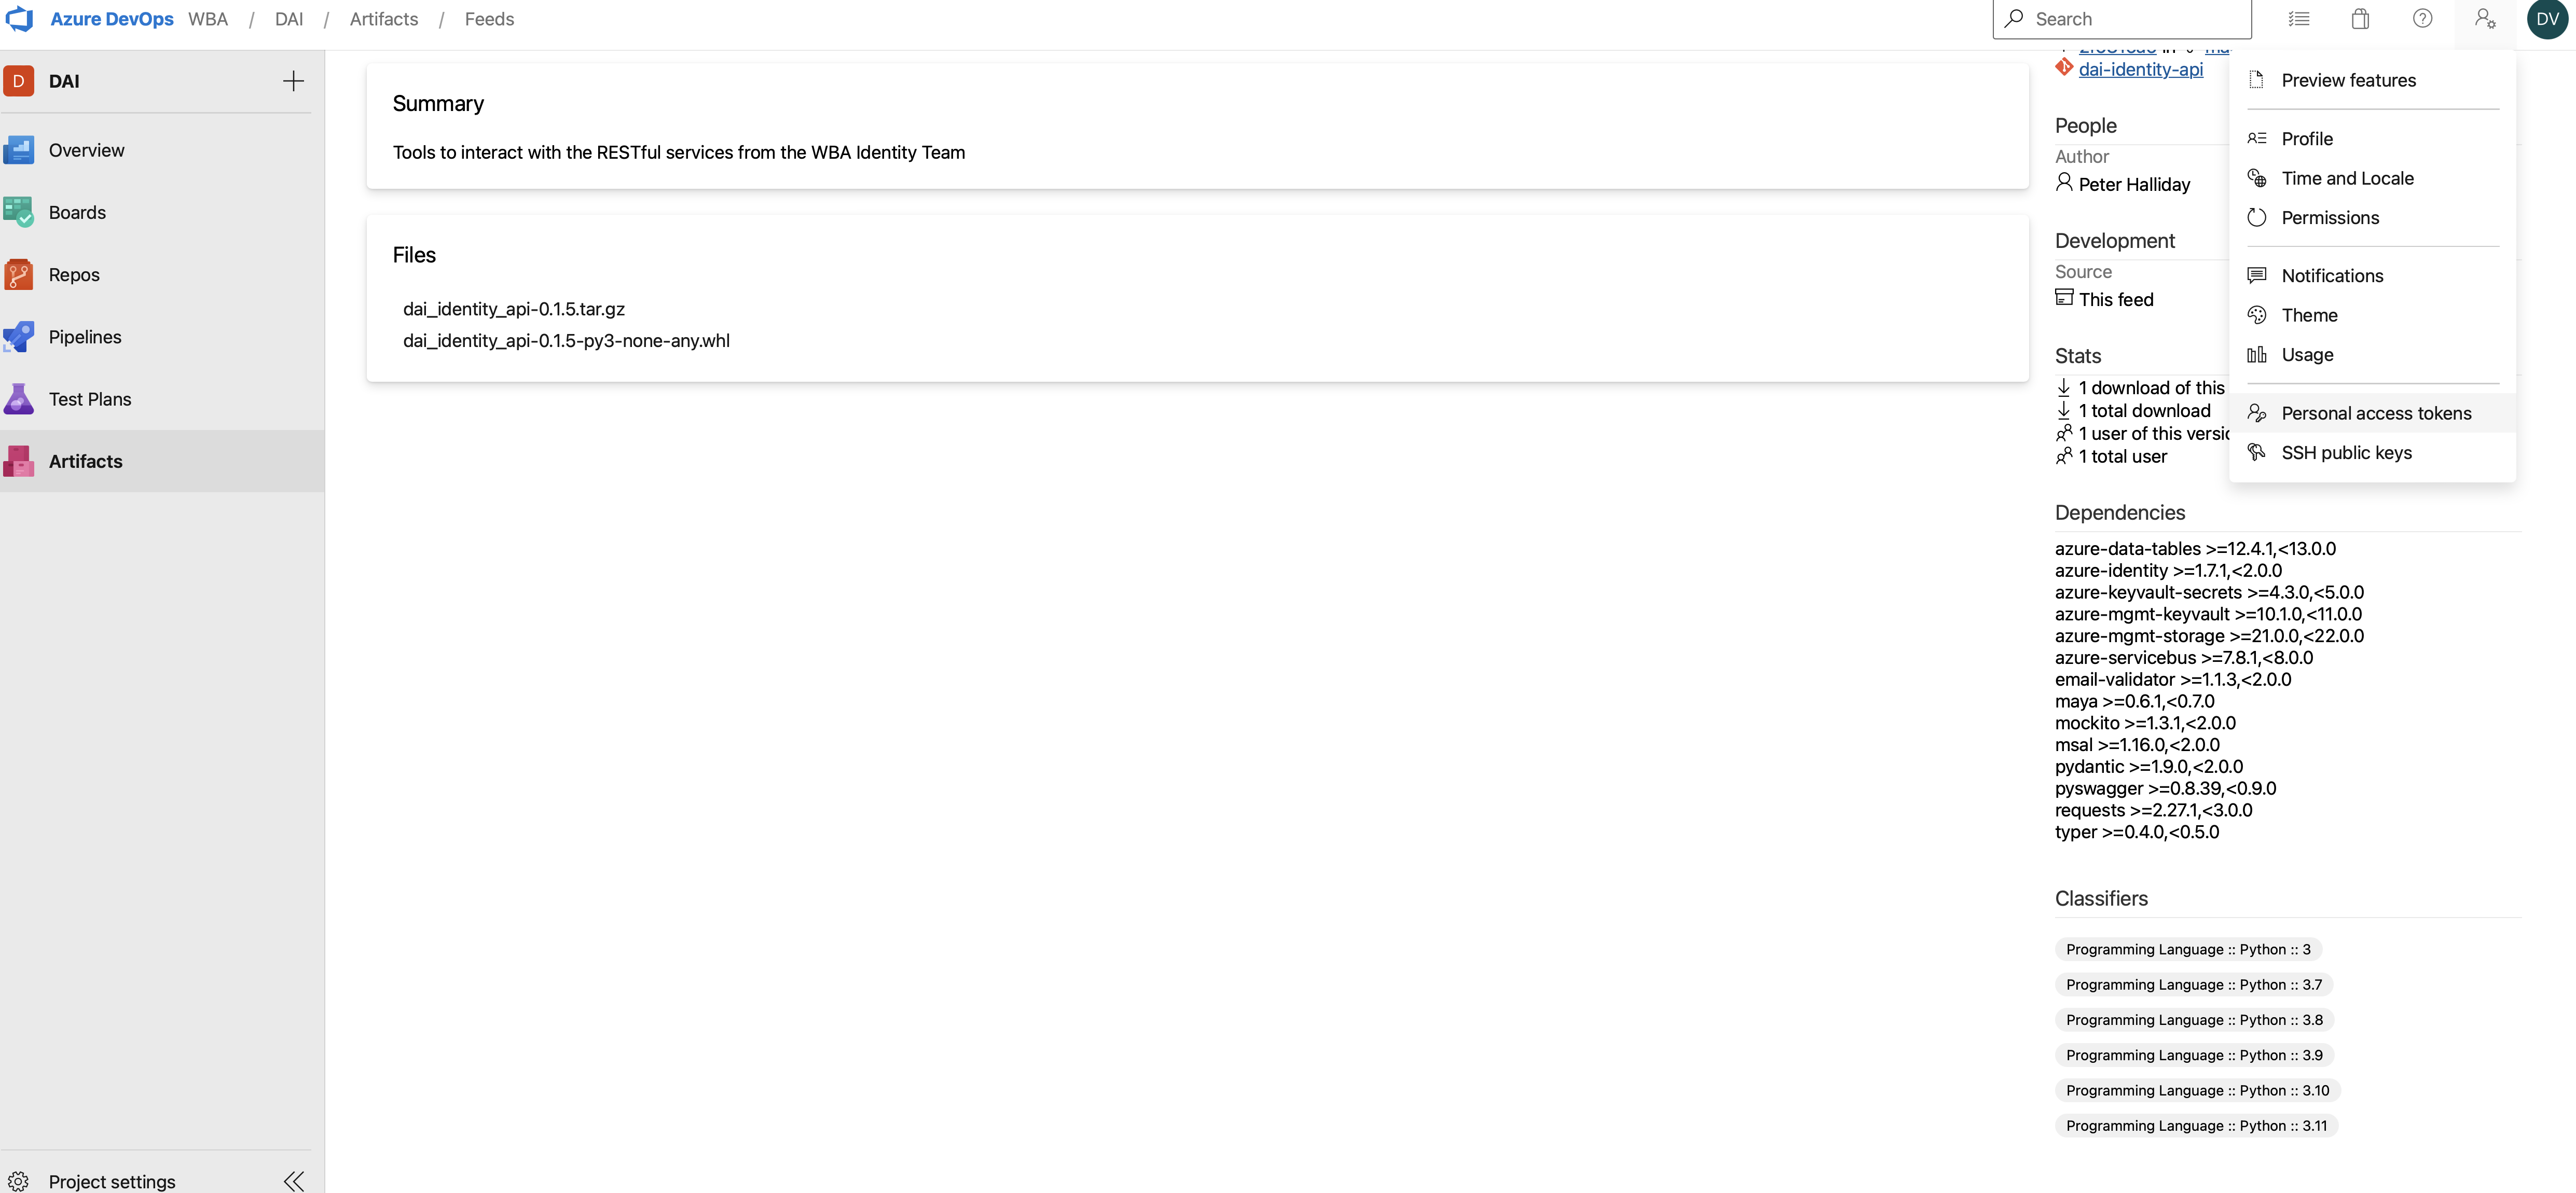 Azure DevOps WBA / DAI / Artifacts / Feeds
Search
DV
D DAI
Overview
Boards
Repos
Pipelines
Test Plans
Artifacts
Project settings
Summary
Tools to interact with the RESTful services from the WBA Identity Team
Files
dai_identity_api-0.1.5.tar.gz
dai_identity_api-0.1.5-py3-none-any.whl
dai-identity-api
People
Author
Peter Halliday
Development
Source
This feed
Stats
1 download of this
1 total download
1 user of this
1 total user
Dependencies
azure-data-tables >=12.4.1,<13.0.0
azure-identity >=1.7.1,<2.0.0
azure-keyvault-secrets >=4.3.0,<5.0.0
azure-mgmt-keyvault >=10.1.0,<11.0.0
azure-mgmt-storage >=21.0.0,<22.0.0
azure-servicebus >=7.8.1,<8.0.0
email-validator >=1.1.3,<2.0.0
maya >=0.6.1,<0.7.0
mockito >=1.3.1,<2.0.0
msal >=1.16.0,<2.0.0
pydantic >=1.9.0,<2.0.0
pyswagger >=0.8.39,<0.9.0
requests >=2.27.1,<3.0.0
typer >=0.4.0,<0.5.0
Classifiers
Programming Language :: Python :: 3
Programming Language :: Python :: 3.7
Programming Language :: Python :: 3.8
Programming Language :: Python :: 3.9
Programming Language :: Python :: 3.10
Programming Language :: Python :: 3.11
Preview features
Profile
Time and Locale
Permissions
Notifications
Theme
Usage
Personal access tokens
SSH public keys